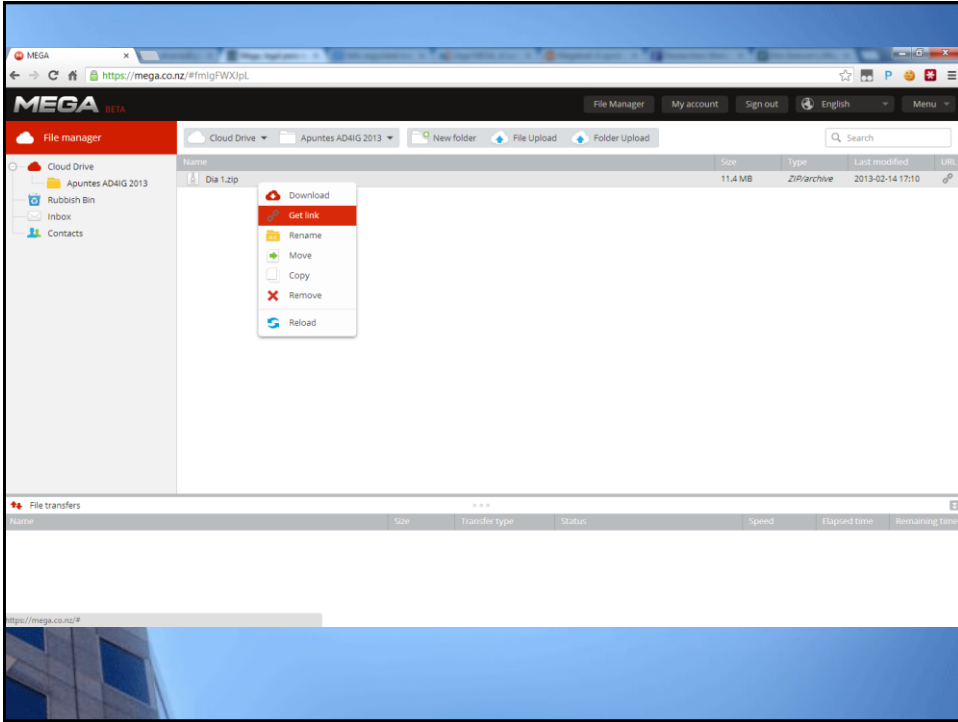 MEGA
https://mega.co.nz/#fmlgFWXJpL
MEGA BETA
File Manager My account Sign out English Menu
File manager
Cloud Drive Apuntes AD4IG 2013 New folder File Upload Folder Upload Search
Name Size Type Last modified URL
Cloud Drive
Apuntes AD4IG 2013
Rubbish Bin
Inbox
Contacts
Dia 1.zip 11.4 MB ZIP/archive 2013-02-14 17:10
Download
Get link
Rename
Move
Copy
Remove
Reload
File transfers
Name Size Transfer type Status Speed Elapsed time Remaining time
https://mega.co.nz/#